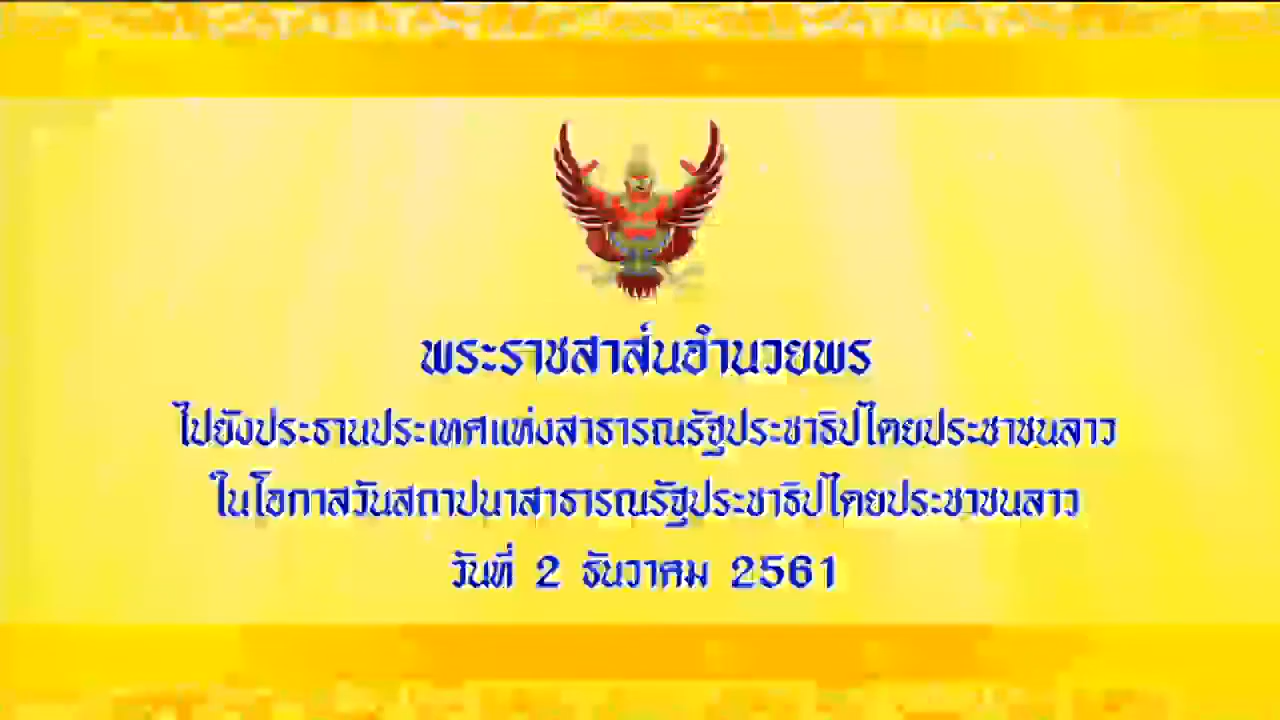 พระราชสาส์นอำนวยพร
ไปยังประธานประเทศแห่งสาธารณรัฐประชาธิปไตยประชาชนลาว
ในโอกาสวันสถาปนาสาธารณรัฐประชาธิปไตยประชาชนลาว
วันที่ 2 ธันวาคม 2561